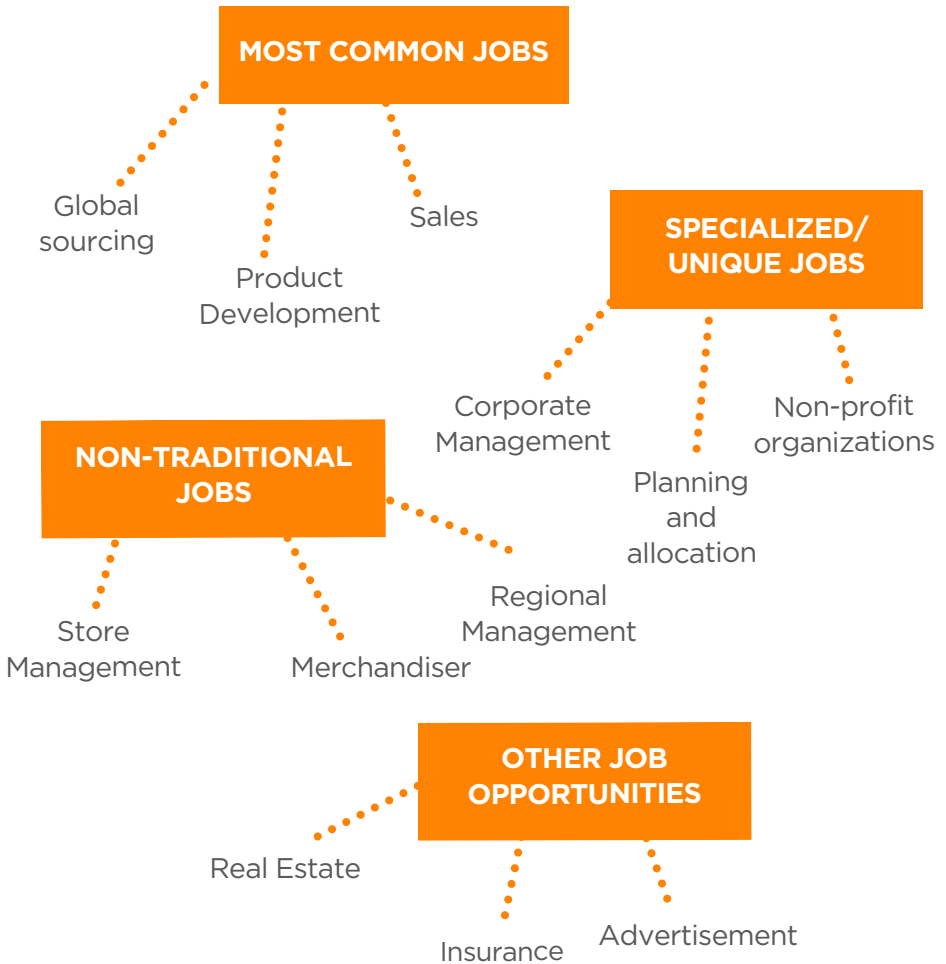 MOST COMMON JOBS
Global
sourcing
Product
Development
Sales
SPECIALIZED/
UNIQUE JOBS
Corporate
Management
Planning
and
allocation
Non-profit
organizations
NON-TRADITIONAL
JOBS
Store
Management
Merchandiser
Regional
Management
OTHER JOB
OPPORTUNITIES
Real Estate
Insurance
Advertisement